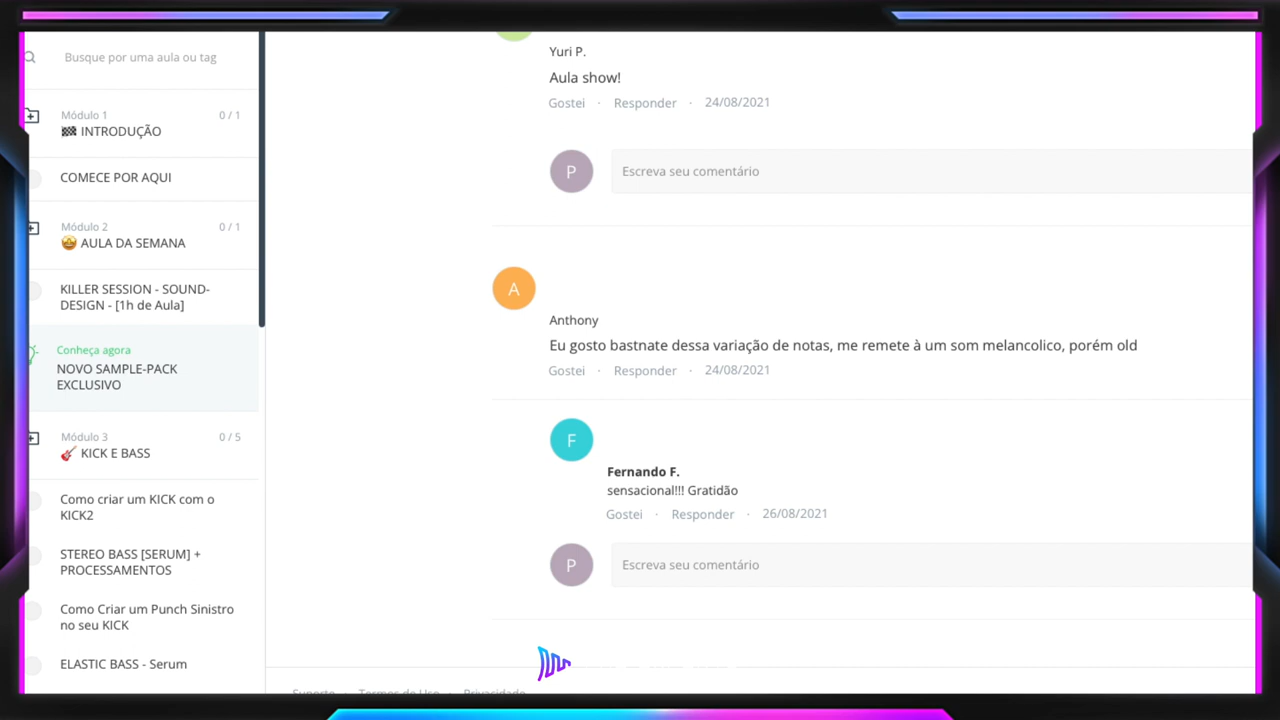 Busque por uma aula ou tag
Módulo 1 0 / 1
INTRODUÇÃO
COMECE POR AQUI
Módulo 2 0 / 1
AULA DA SEMANA
KILLER SESSION - SOUND-
DESIGN - [1h de Aula]
Conheça agora
NOVO SAMPLE-PACK
EXCLUSIVO
Módulo 3 0 / 5
KICK E BASS
Como criar um KICK com o
KICK2
STEREO BASS [SERUM] +
PROCESSAMENTOS
Como Criar um Punch Sinistro
no seu KICK
ELASTIC BASS - Serum
Yuri P.
Aula show!
Gostei · Responder · 24/08/2021
P
Escreva seu comentário
A
Anthony
Eu gosto bastnate dessa variação de notas, me remete à um som melancolico, porém old
Gostei · Responder · 24/08/2021
F
Fernando F.
sensacional!!! Gratidão
Gostei · Responder · 26/08/2021
P
Escreva seu comentário
Suporte · Termos de Uso · Privacidade